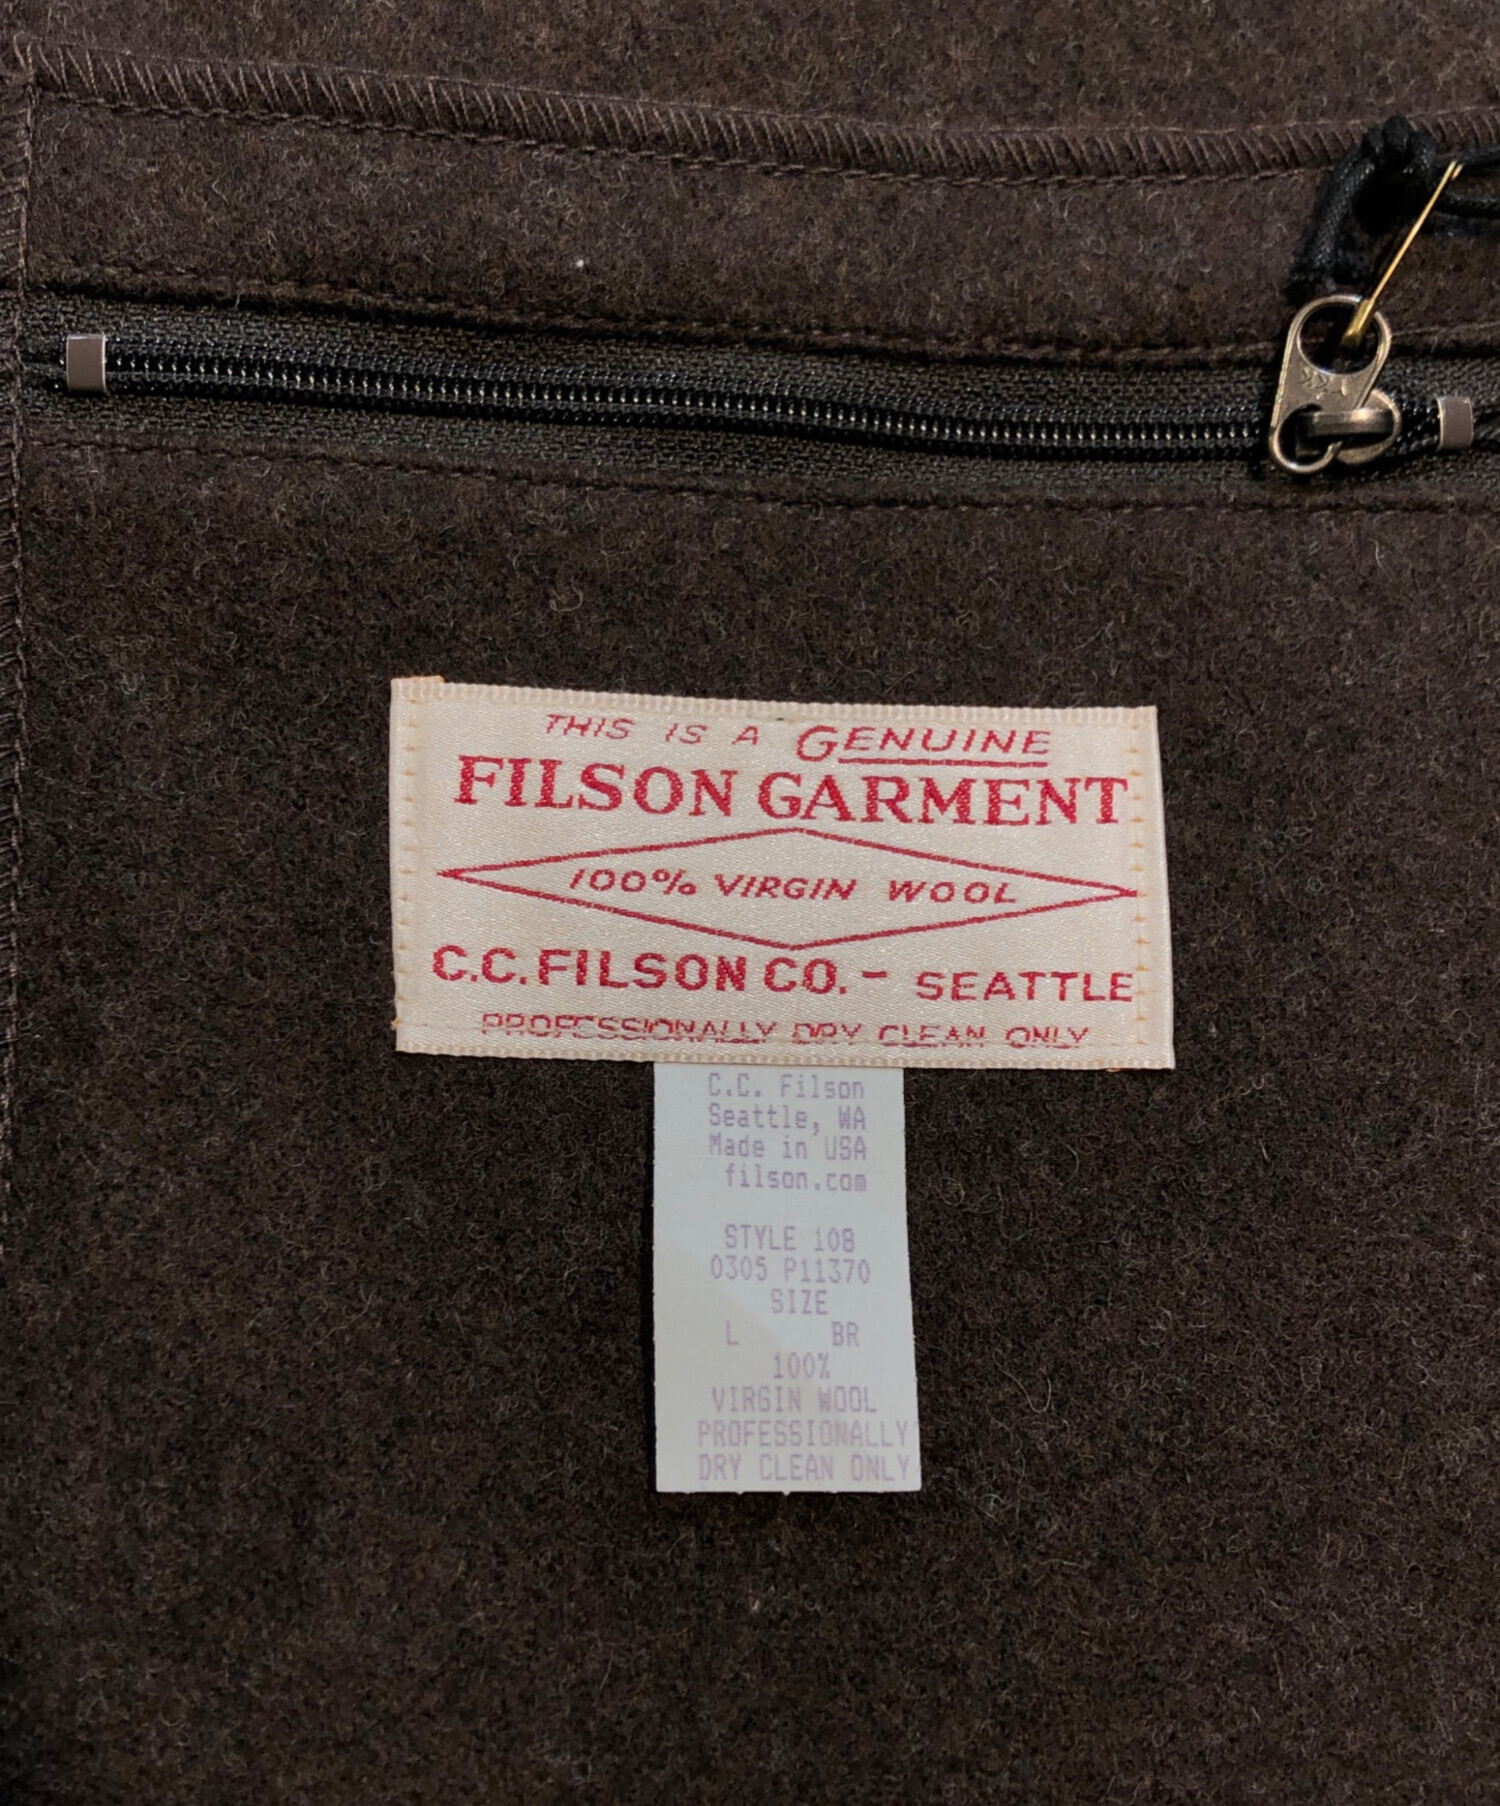 THIS IS A GENUINE
FILSON GARMENT
100% VIRGIN WOOL
C.C. FILSON CO. - SEATTLE
PROFESSIONALLY DRY CLEAN ONLY
C.C. Filson
Seattle, WA
Made in USA
filson.com
STYLE 108
0305 P11370
SIZE
L BR
100%
VIRGIN WOOL
PROFESSIONALLY
DRY CLEAN ONLY
YKK